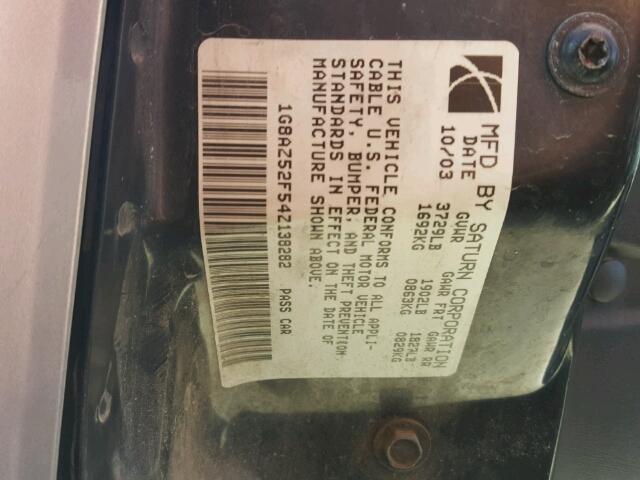 MFD BY SATURN CORPORATION
DATE GVWR GAWR FRT GAWR RR
10/03 3729LB 1902LB 1827LB
1692KG 0863KG 0829KG
THIS VEHICLE CONFORMS TO ALL APPLI-
CABLE U.S. FEDERAL MOTOR VEHICLE
SAFETY, BUMPER, AND THEFT PREVENTION
STANDARDS IN EFFECT ON THE DATE OF
MANUFACTURE SHOWN ABOVE.
1G8AZ52F54Z138282 PASS CAR